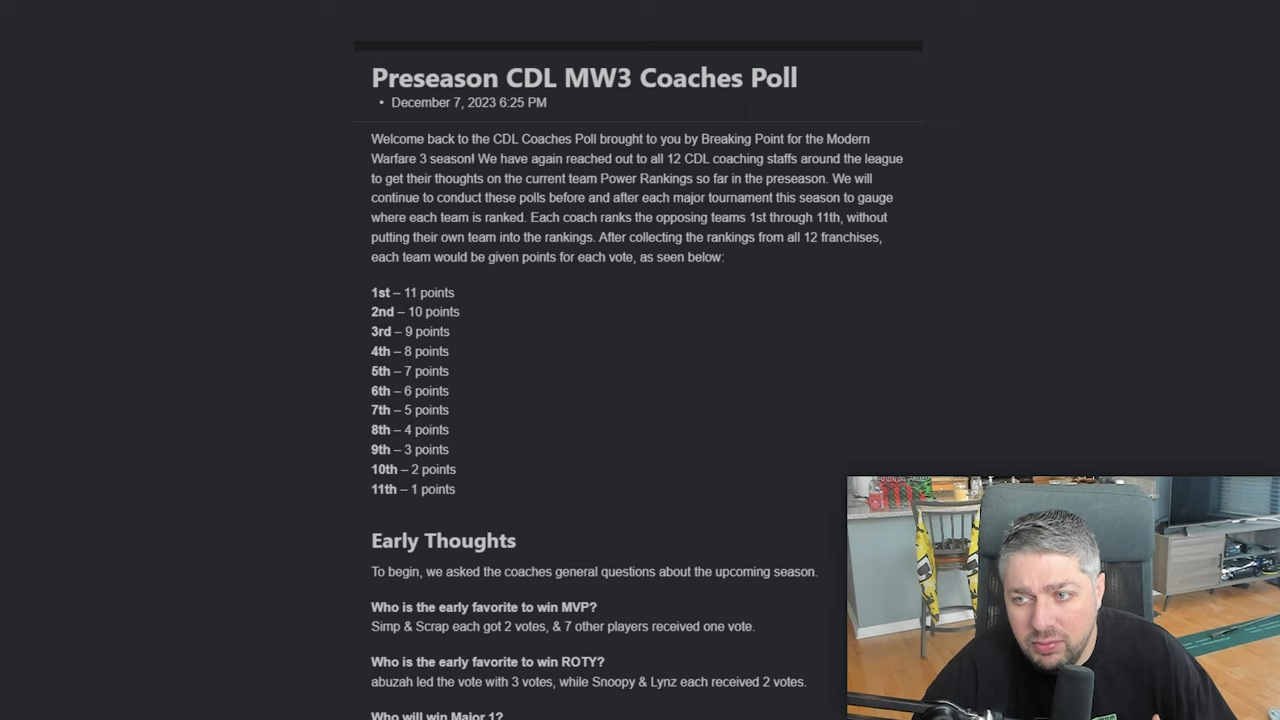 Preseason CDL MW3 Coaches Poll
• December 7, 2023 6:25 PM
Welcome back to the CDL Coaches Poll brought to you by Breaking Point for the Modern
Warfare 3 season! We have again reached out to all 12 CDL coaching staffs around the league
to get their thoughts on the current team Power Rankings so far in the preseason. We will
continue to conduct these polls before and after each major tournament this season to gauge
where each team is ranked. Each coach ranks the opposing teams 1st through 11th, without
putting their own team into the rankings. After collecting the rankings from all 12 franchises,
each team would be given points for each vote, as seen below:
1st – 11 points
2nd – 10 points
3rd – 9 points
4th – 8 points
5th – 7 points
6th – 6 points
7th – 5 points
8th – 4 points
9th – 3 points
10th – 2 points
11th – 1 points
Early Thoughts
To begin, we asked the coaches general questions about the upcoming season.
Who is the early favorite to win MVP?
Simp & Scrap each got 2 votes, & 7 other players received one vote.
Who is the early favorite to win ROTY?
abuzah led the vote with 3 votes, while Snoopy & Lynz each received 2 votes.
Who will win Major 1?